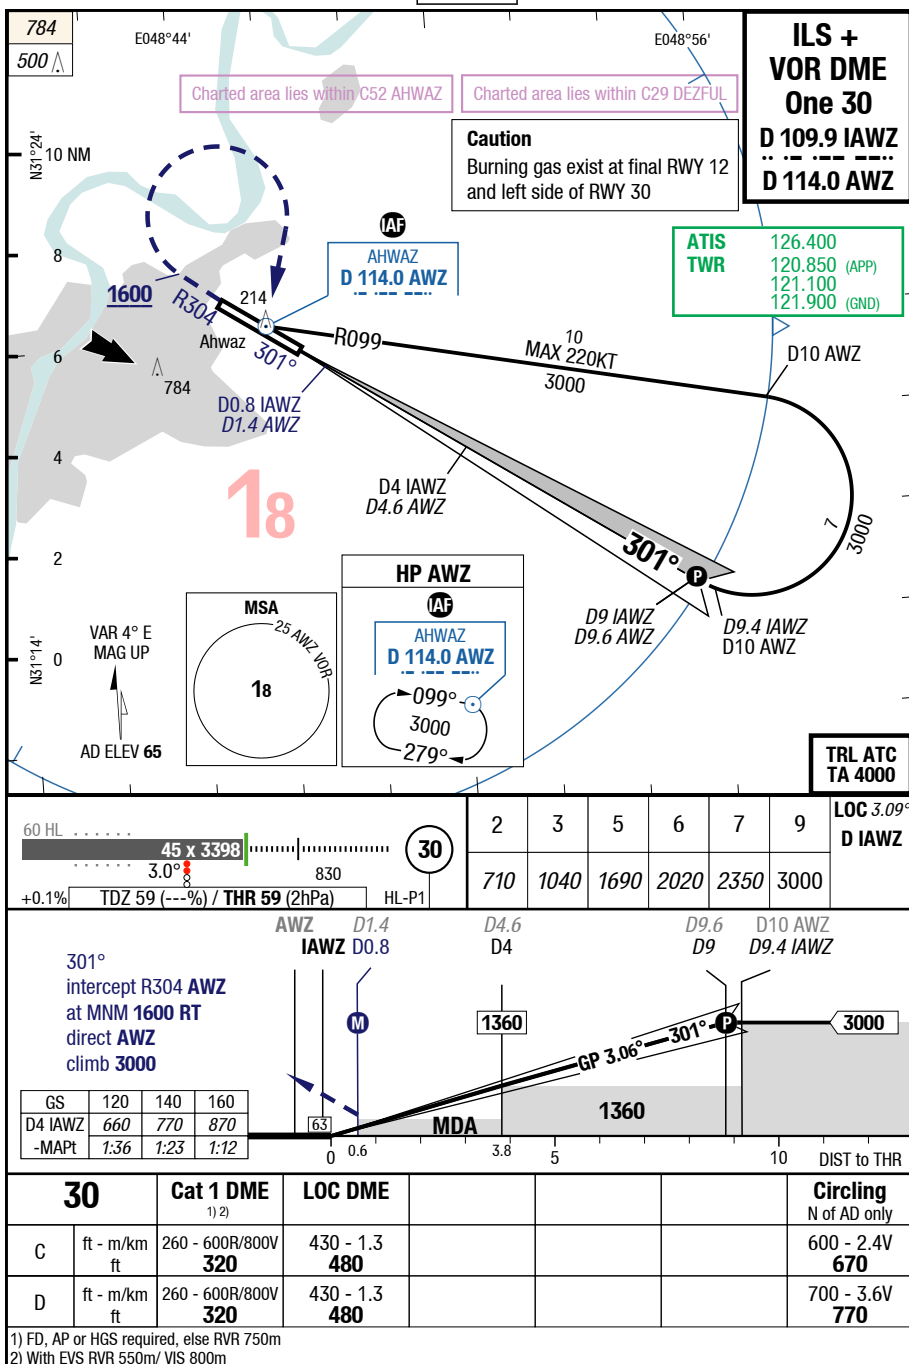 784
500
E048°44'
E048°56'
ILS +
VOR DME
One 30
D 109.9 IAWZ
D 114.0 AWZ
Charted area lies within C52 AHWAZ
Charted area lies within C29 DEZFUL
Caution
Burning gas exist at final RWY 12
and left side of RWY 30
N31°24'
10 NM
8
6
4
2
0
N31°14'
ATIS 126.400
TWR 120.850 (APP)
121.100
121.900 (GND)
IAF
AHWAZ
D 114.0 AWZ
1600
R304
214
Ahwaz
301°
R099
10
MAX 220KT
3000
D10 AWZ
784
D0.8 IAWZ
D1.4 AWZ
D4 IAWZ
D4.6 AWZ
18
7
3000
301°
P
D9 IAWZ
D9.6 AWZ
D9.4 IAWZ
D10 AWZ
HP AWZ
IAF
AHWAZ
D 114.0 AWZ
099°
3000
279°
MSA
25 AWZ VOR
18
VAR 4° E
MAG UP
AD ELEV 65
TRL ATC
TA 4000
60 HL
45 x 3398
3.0°
830
30
+0.1%
TDZ 59 (---%) / THR 59 (2hPa)
HL-P1
2 3 5 6 7 9 LOC 3.09°
D IAWZ
710 1040 1690 2020 2350 3000
AWZ D1.4 D4.6 D9.6 D10 AWZ
IAWZ D0.8 D4 D9 D9.4 IAWZ
301°
intercept R304 AWZ
at MNM 1600 RT
direct AWZ
climb 3000
M
1360
GP 3.06° 301°
P
3000
1360
MDA
63
GS 120 140 160
D4 IAWZ 660 770 870
-MAPt 1:36 1:23 1:12
0 0.6 3.8 5 10 DIST to THR
30 Cat 1 DME LOC DME Circling
1) 2) N of AD only
C ft - m/km 260 - 600R/800V 430 - 1.3 600 - 2.4V
ft 320 480 670
D ft - m/km 260 - 600R/800V 430 - 1.3 700 - 3.6V
ft 320 480 770
1) FD, AP or HGS required, else RVR 750m
2) With EVS RVR 550m/ VIS 800m